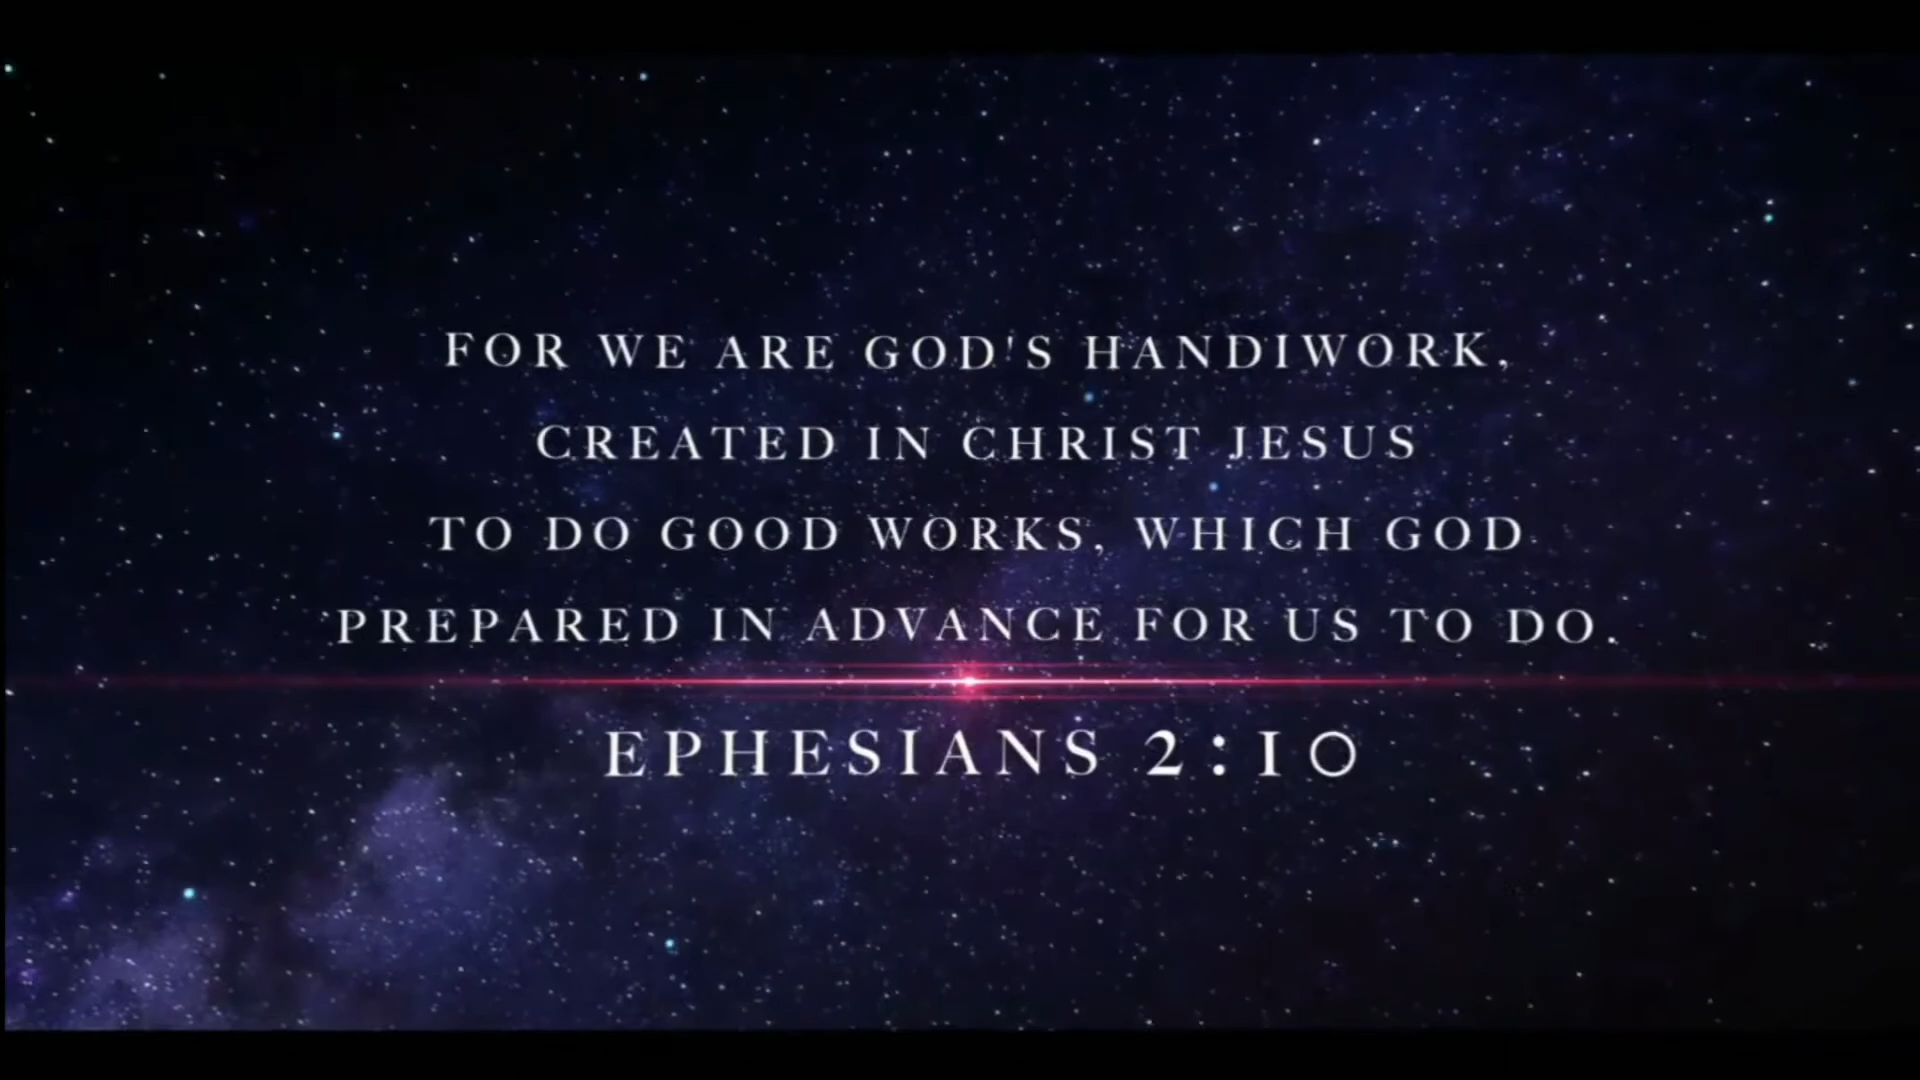 FOR WE ARE GOD'S HANDIWORK,
CREATED IN CHRIST JESUS
TO DO GOOD WORKS, WHICH GOD
PREPARED IN ADVANCE FOR US TO DO.
EPHESIANS 2:10